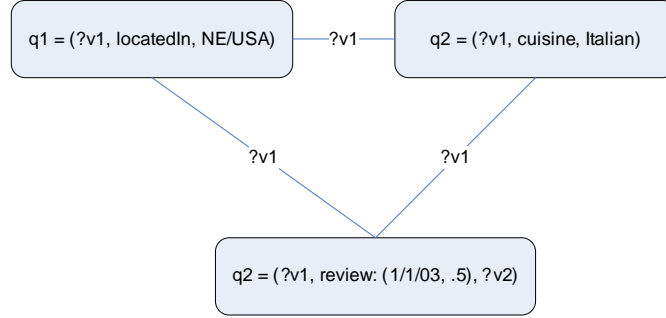 q1 = (?v1, locatedIn, NE/USA)
?v1
q2 = (?v1, cuisine, Italian)
?v1
?v1
q2 = (?v1, review: (1/1/03, .5), ?v2)